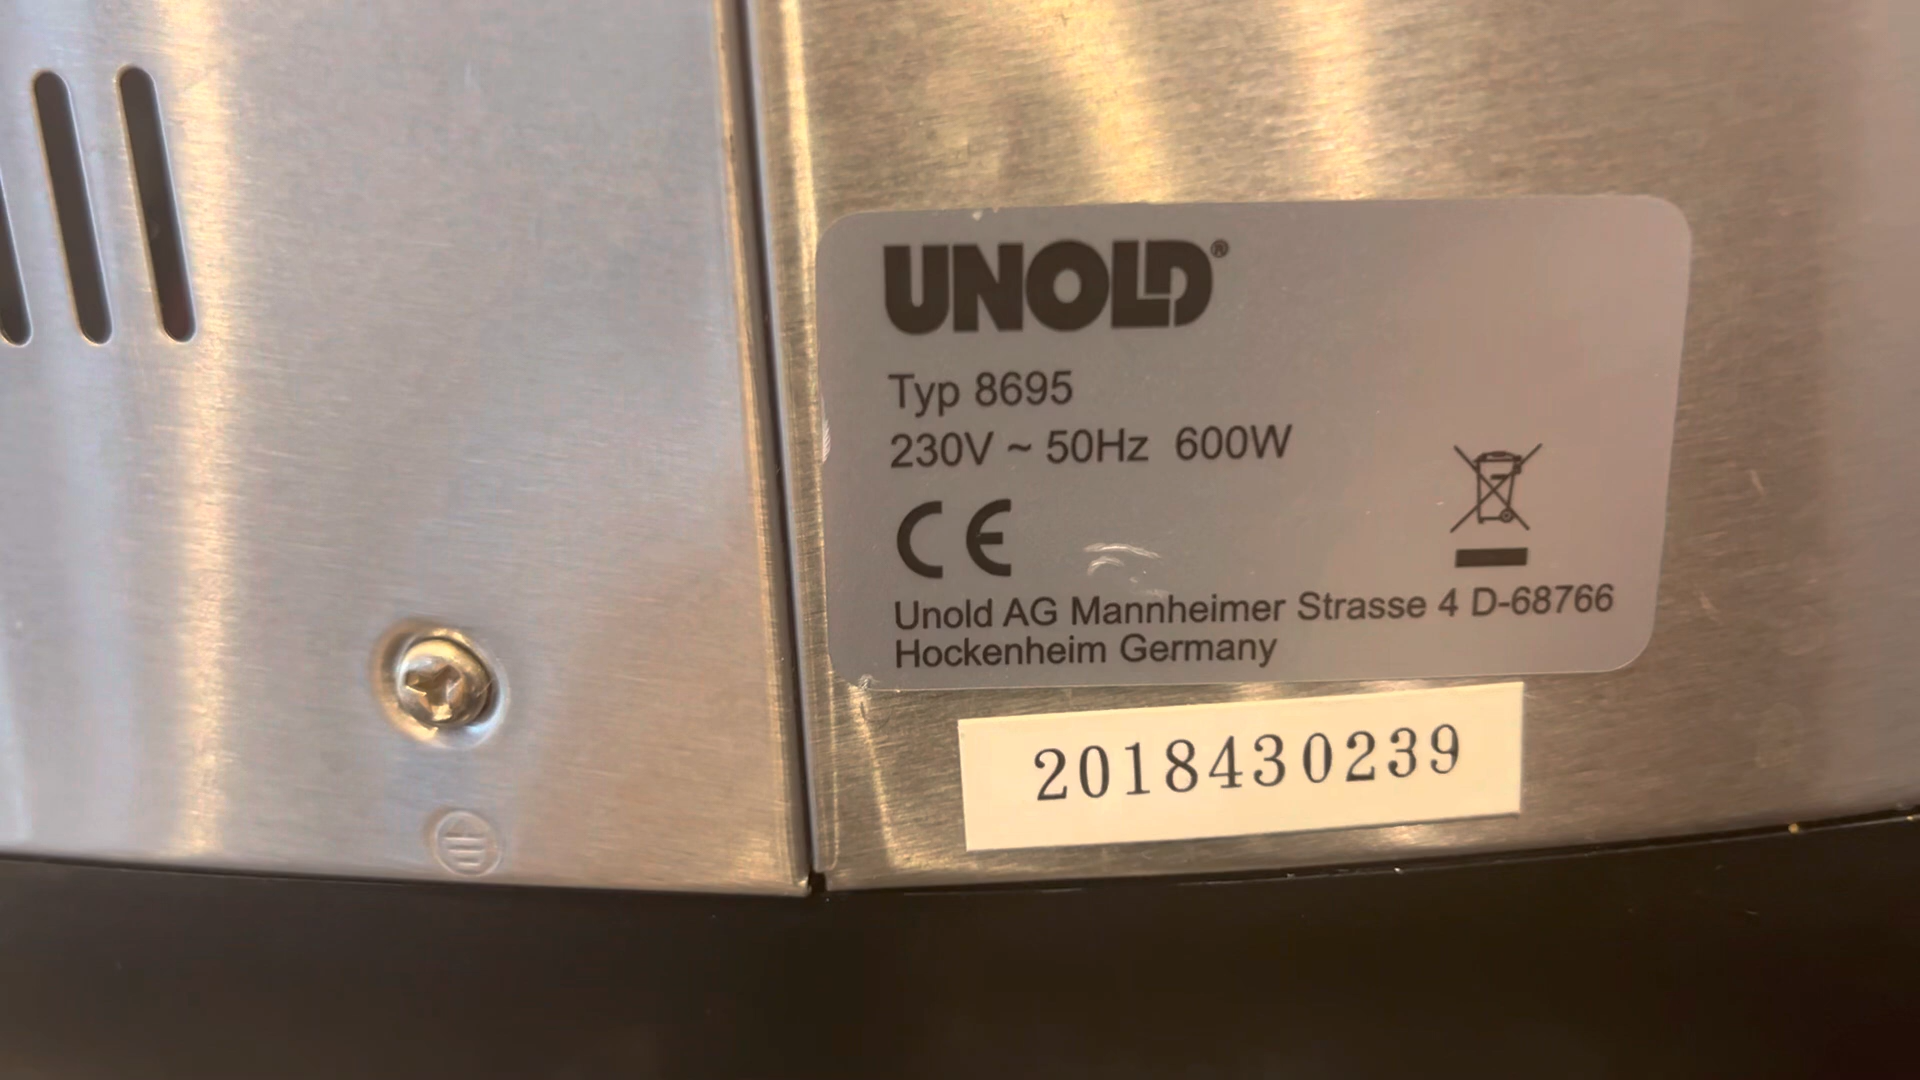 UNOLD®
Typ 8695
230V ~ 50Hz 600W
CE
Unold AG Mannheimer Strasse 4 D-68766
Hockenheim Germany
2018430239